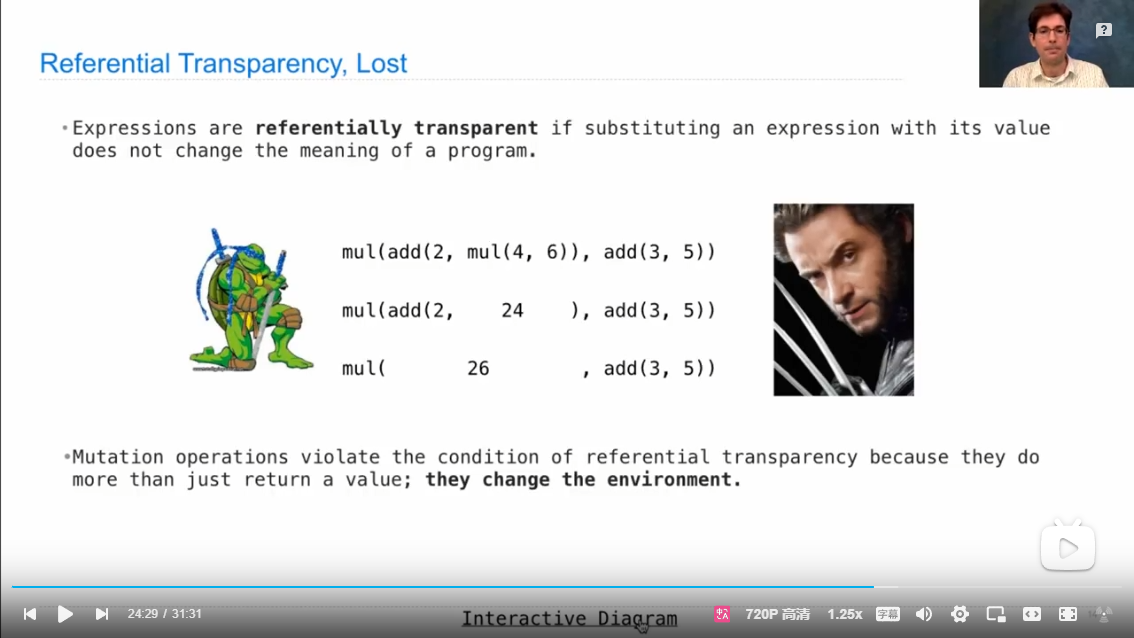 Referential Transparency, Lost
?
•Expressions are referentially transparent if substituting an expression with its value
does not change the meaning of a program.
mul(add(2, mul(4, 6)), add(3, 5))
mul(add(2, 24 ), add(3, 5))
mul( 26 , add(3, 5))
•Mutation operations violate the condition of referential transparency because they do
more than just return a value; they change the environment.
24:29 / 31:31
720P 高清
1.25x
字幕
Interactive Diagram